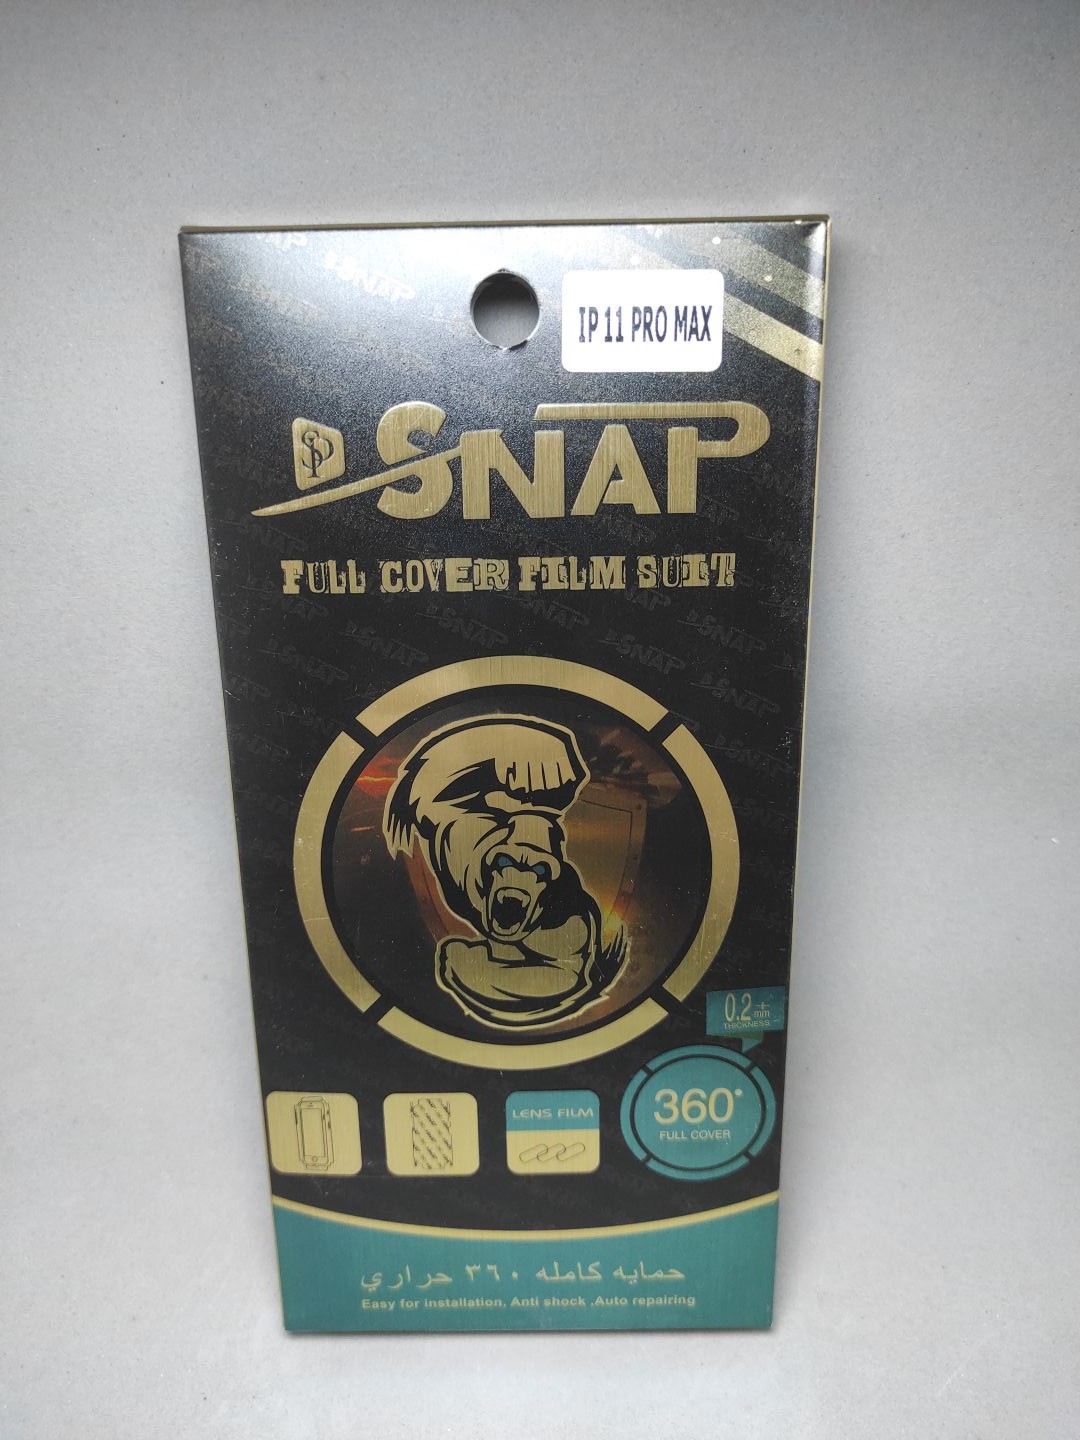 IP 11 PRO MAX
SP SNAP
FULL COVER FILM SUIT
0.2 mm
THICKNESS
LENS FILM
360°
FULL COVER
حمايه كامله ٣٦٠ حراري
Easy for installation, Anti shock ,Auto repairing